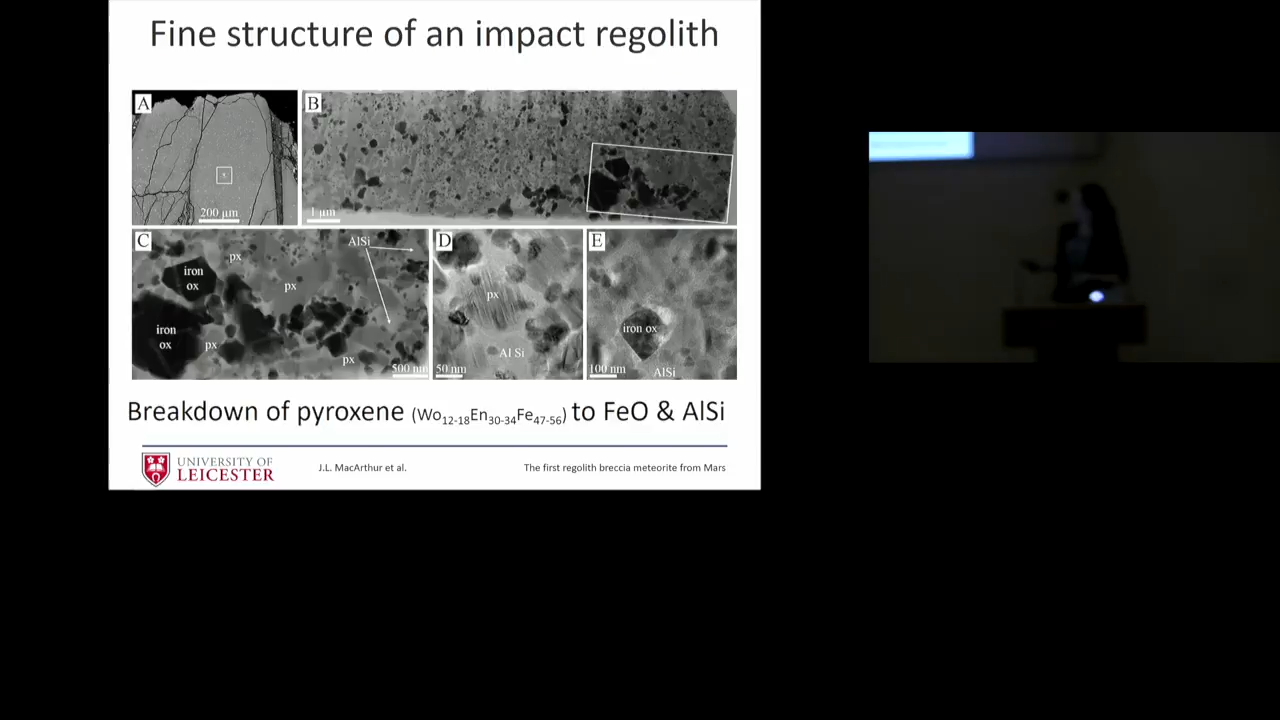 Fine structure of an impact regolith
A
B
200 μm
1 μm
C
iron
ox
iron
ox
px
px
px
px
AlSi
500 nm
D
px
Al Si
50 nm
E
iron ox
100 nm
AlSi
Breakdown of pyroxene (Wo12-18En30-34Fe47-56) to FeO & AlSi
UNIVERSITY OF
LEICESTER
J.L. MacArthur et al.
The first regolith breccia meteorite from Mars